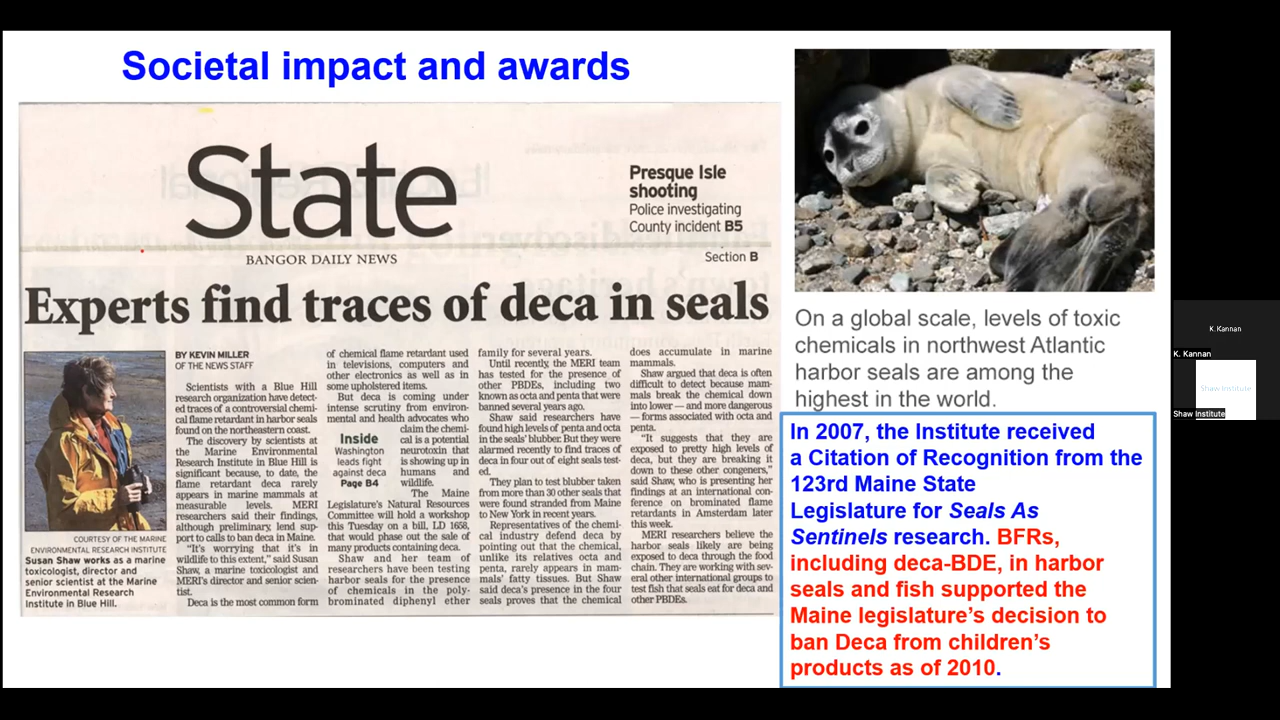 Societal impact and awards
State
BANGOR DAILY NEWS
Presque Isle
shooting
Police investigating
County incident B5
Section B
Experts find traces of deca in seals
COURTESY OF THE MARINE
ENVIRONMENTAL RESEARCH INSTITUTE
Susan Shaw works as a marine
toxicologist, director and
senior scientist at the Marine
Environmental Research
Institute in Blue Hill.
BY KEVIN MILLER
OF THE NEWS STAFF
Scientists with a Blue Hill
research organization have detect-
ed traces of a controversial chemi-
cal flame retardant in harbor seals
found on the northeastern coast.
The discovery by scientists at
the Marine Environmental
Research Institute in Blue Hill is
significant because, to date, the
flame retardant deca rarely
appears in marine mammals at
measurable levels. MERI
researchers said their findings,
although preliminary, lend sup-
port to calls to ban deca in Maine.
"It's worrying that it's in
wildlife to this extent," said Susan
Shaw, a marine toxicologist and
MERI's director and senior scien-
tist.
Deca is the most common form
of chemical flame retardant used
in televisions, computers and
other electronics as well as in
some upholstered items.
But deca is coming under
intense scrutiny from environ-
mental and health advocates who
claim the chemi-
cal is a potential
neurotoxin that
is showing up in
humans and
wildlife.
The Maine
Inside
Washington
leads fight
against deca
Page B4
Legislature's Natural Resources
Committee will hold a workshop
this Tuesday on a bill, LD 1658,
that would phase out the sale of
many products containing deca.
Shaw and her team of
researchers have been testing
harbor seals for the presence
of chemicals in the poly-
brominated diphenyl ether
family for several years.
Until recently, the MERI team
has tested for the presence of
other PBDEs, including two
known as octa and penta that were
banned several years ago.
Shaw said researchers have
found high levels of penta and octa
in the seals' blubber. But they were
alarmed recently to find traces of
deca in four out of eight seals test-
ed.
They plan to test blubber taken
from more than 30 other seals that
were found stranded from Maine
to New York in recent years.
Representatives of the chemi-
cal industry defend deca by
pointing out that the chemical,
unlike its relatives octa and
penta, rarely appears in mam-
mals' fatty tissues. But Shaw
said deca's presence in the four
seals proves that the chemical
does accumulate in marine
mammals.
Shaw argued that deca is often
difficult to detect because mam-
mals break the chemical down
into lower — and more dangerous
— forms associated with octa and
penta.
"It suggests that they are
exposed to pretty high levels of
deca, but they are breaking it
down to these other congeners,"
said Shaw, who is presenting her
findings at an international con-
ference on brominated flame
retardants in Amsterdam later
this week.
MERI researchers believe the
harbor seals likely are being
exposed to deca through the food
chain. They are working with sev-
eral other international groups to
test fish that seals eat for deca and
other PBDEs.
On a global scale, levels of toxic
chemicals in northwest Atlantic
harbor seals are among the
highest in the world.
In 2007, the Institute received
a Citation of Recognition from the
123rd Maine State
Legislature for Seals As
Sentinels research. BFRs,
including deca-BDE, in harbor
seals and fish supported the
Maine legislature's decision to
ban Deca from children's
products as of 2010.
K. Kannan
K. Kannan
Shaw Institute
Shaw Institute